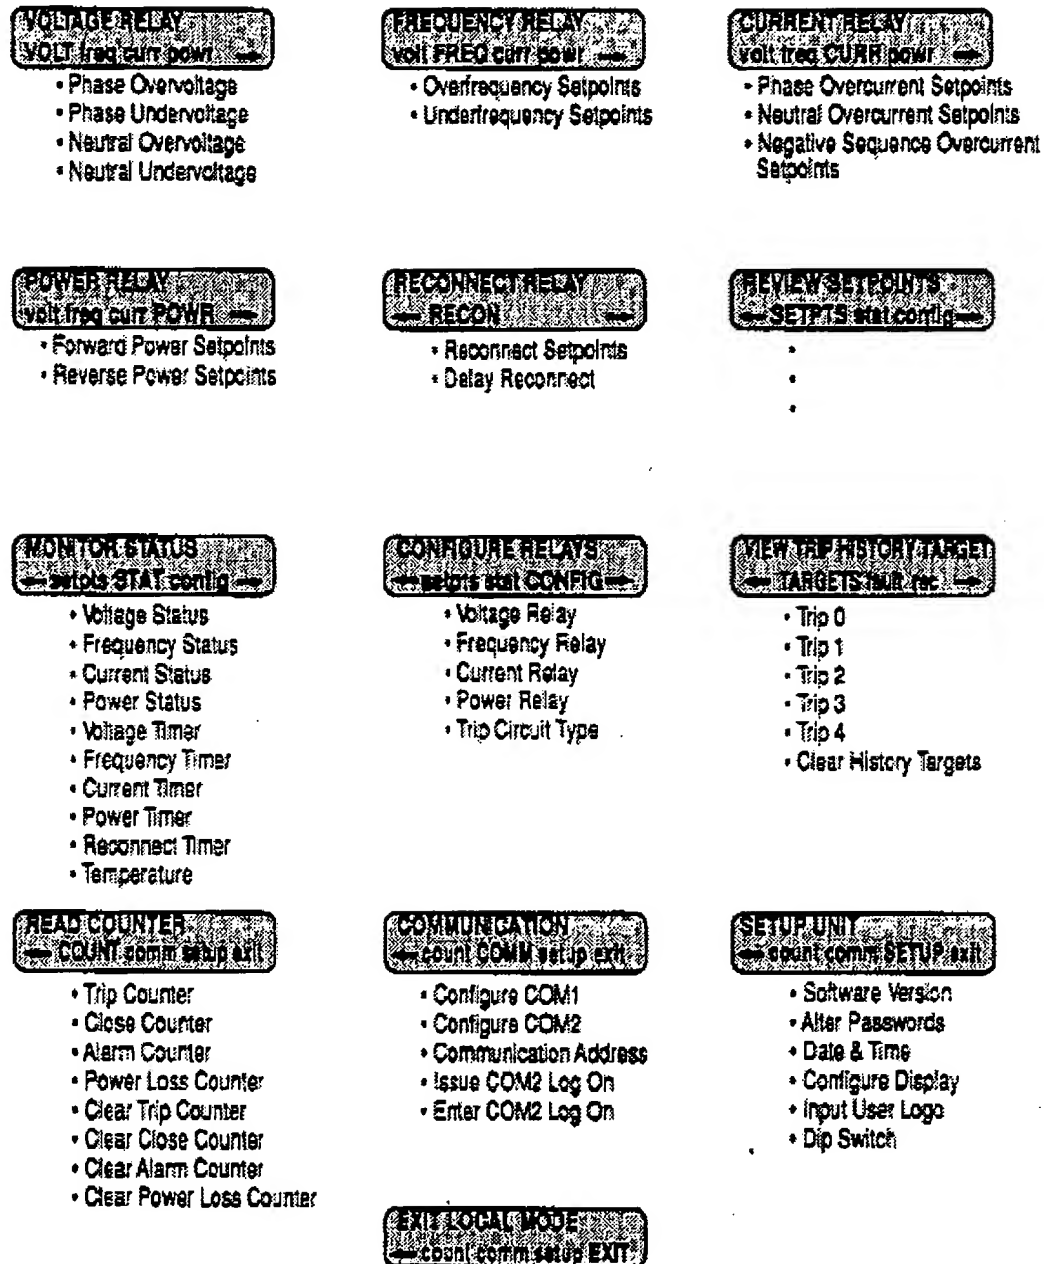 VOLTAGE RELAY
VOLT freq curr powr →
• Phase Overvoltage
• Phase Undervoltage
• Neutral Overvoltage
• Neutral Undervoltage
FREQUENCY RELAY
volt FREQ curr powr →
• Overfrequency Setpoints
• Underfrequency Setpoints
CURRENT RELAY
volt freq CURR powr →
• Phase Overcurrent Setpoints
• Neutral Overcurrent Setpoints
• Negative Sequence Overcurrent
Setpoints
POWER RELAY
volt freq curr POWR →
• Forward Power Setpoints
• Reverse Power Setpoints
RECONNECT RELAY
← RECON →
• Reconnect Setpoints
• Delay Reconnect
REVIEW SETPOINTS
← SETPTS stat config →
•
•
•
MONITOR STATUS
← setpts STAT config →
• Voltage Status
• Frequency Status
• Current Status
• Power Status
• Voltage Timer
• Frequency Timer
• Current Timer
• Power Timer
• Reconnect Timer
• Temperature
CONFIGURE RELAYS
← setpts stat CONFIG →
• Voltage Relay
• Frequency Relay
• Current Relay
• Power Relay
• Trip Circuit Type
VIEW TRIP HISTORY TARGET
← TARGETS fault rec →
• Trip 0
• Trip 1
• Trip 2
• Trip 3
• Trip 4
• Clear History Targets
READ COUNTER
← COUNT comm setup exit
• Trip Counter
• Close Counter
• Alarm Counter
• Power Loss Counter
• Clear Trip Counter
• Clear Close Counter
• Clear Alarm Counter
• Clear Power Loss Counter
COMMUNICATION
← count COMM setup exit
• Configure COM1
• Configure COM2
• Communication Address
• Issue COM2 Log On
• Enter COM2 Log On
SETUP UNIT
← count comm SETUP exit
• Software Version
• Alter Passwords
• Date & Time
• Configure Display
• Input User Logo
• Dip Switch
EXIT LOCAL MODE
← count comm setup EXIT